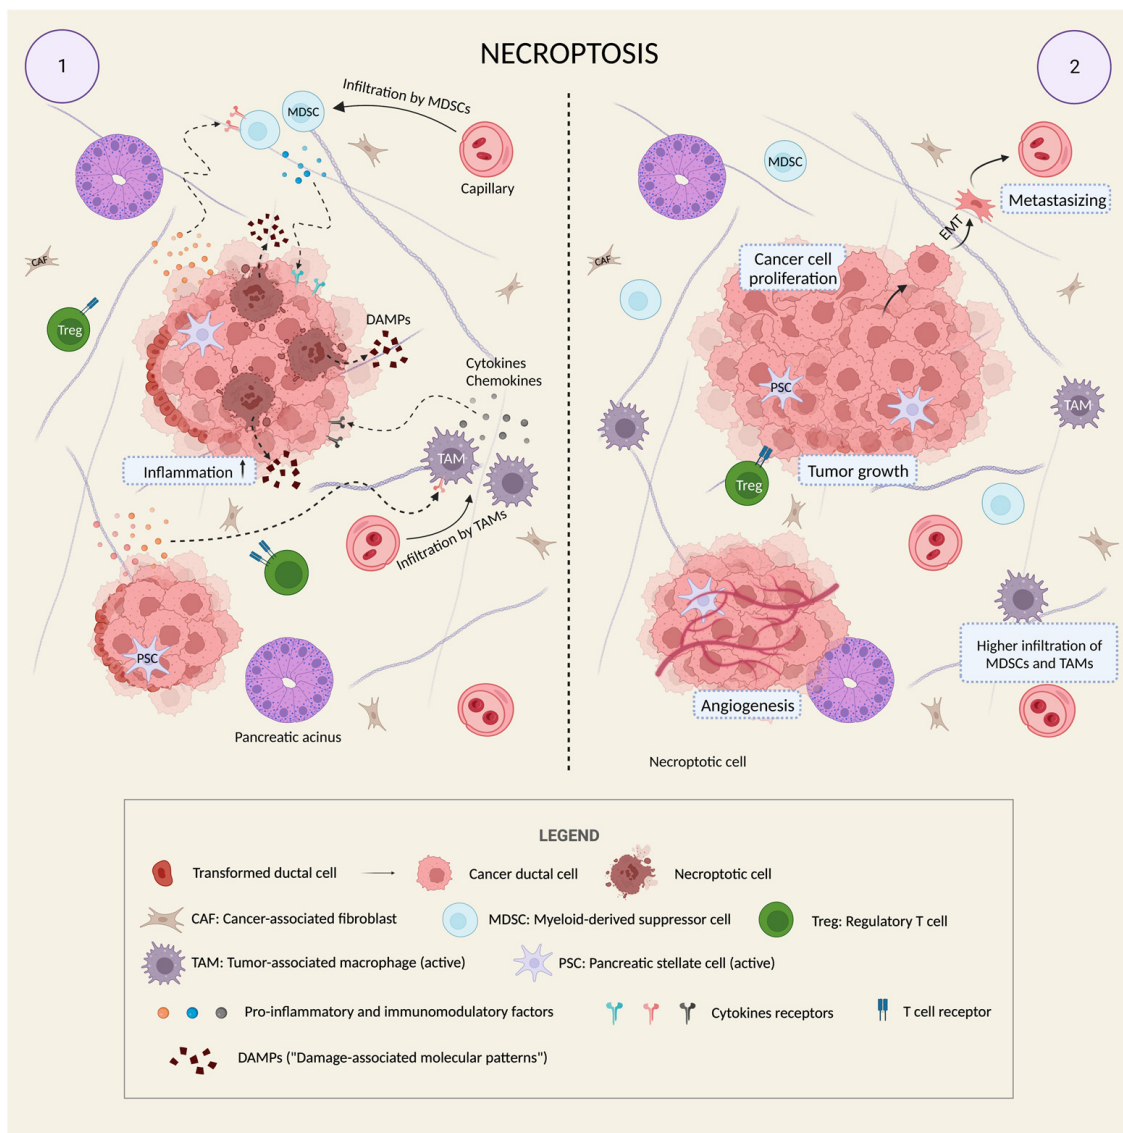 NECROPTOSIS
1
2
Infiltration by MDSCs
MDSC
Capillary
CAF
Treg
DAMPs
Cytokines
Chemokines
Inflammation
TAM
Infiltration by TAMs
PSC
Pancreatic acinus
MDSC
Metastasizing
EMT
Cancer cell
proliferation
CAF
PSC
TAM
Treg
Tumor growth
Higher infiltration of
MDSCs and TAMs
Angiogenesis
Necroptotic cell
LEGEND
Transformed ductal cell
Cancer ductal cell
Necroptotic cell
CAF: Cancer-associated fibroblast
MDSC: Myeloid-derived suppressor cell
Treg: Regulatory T cell
TAM: Tumor-associated macrophage (active)
PSC: Pancreatic stellate cell (active)
Pro-inflammatory and immunomodulatory factors
Cytokines receptors
T cell receptor
DAMPs ("Damage-associated molecular patterns")